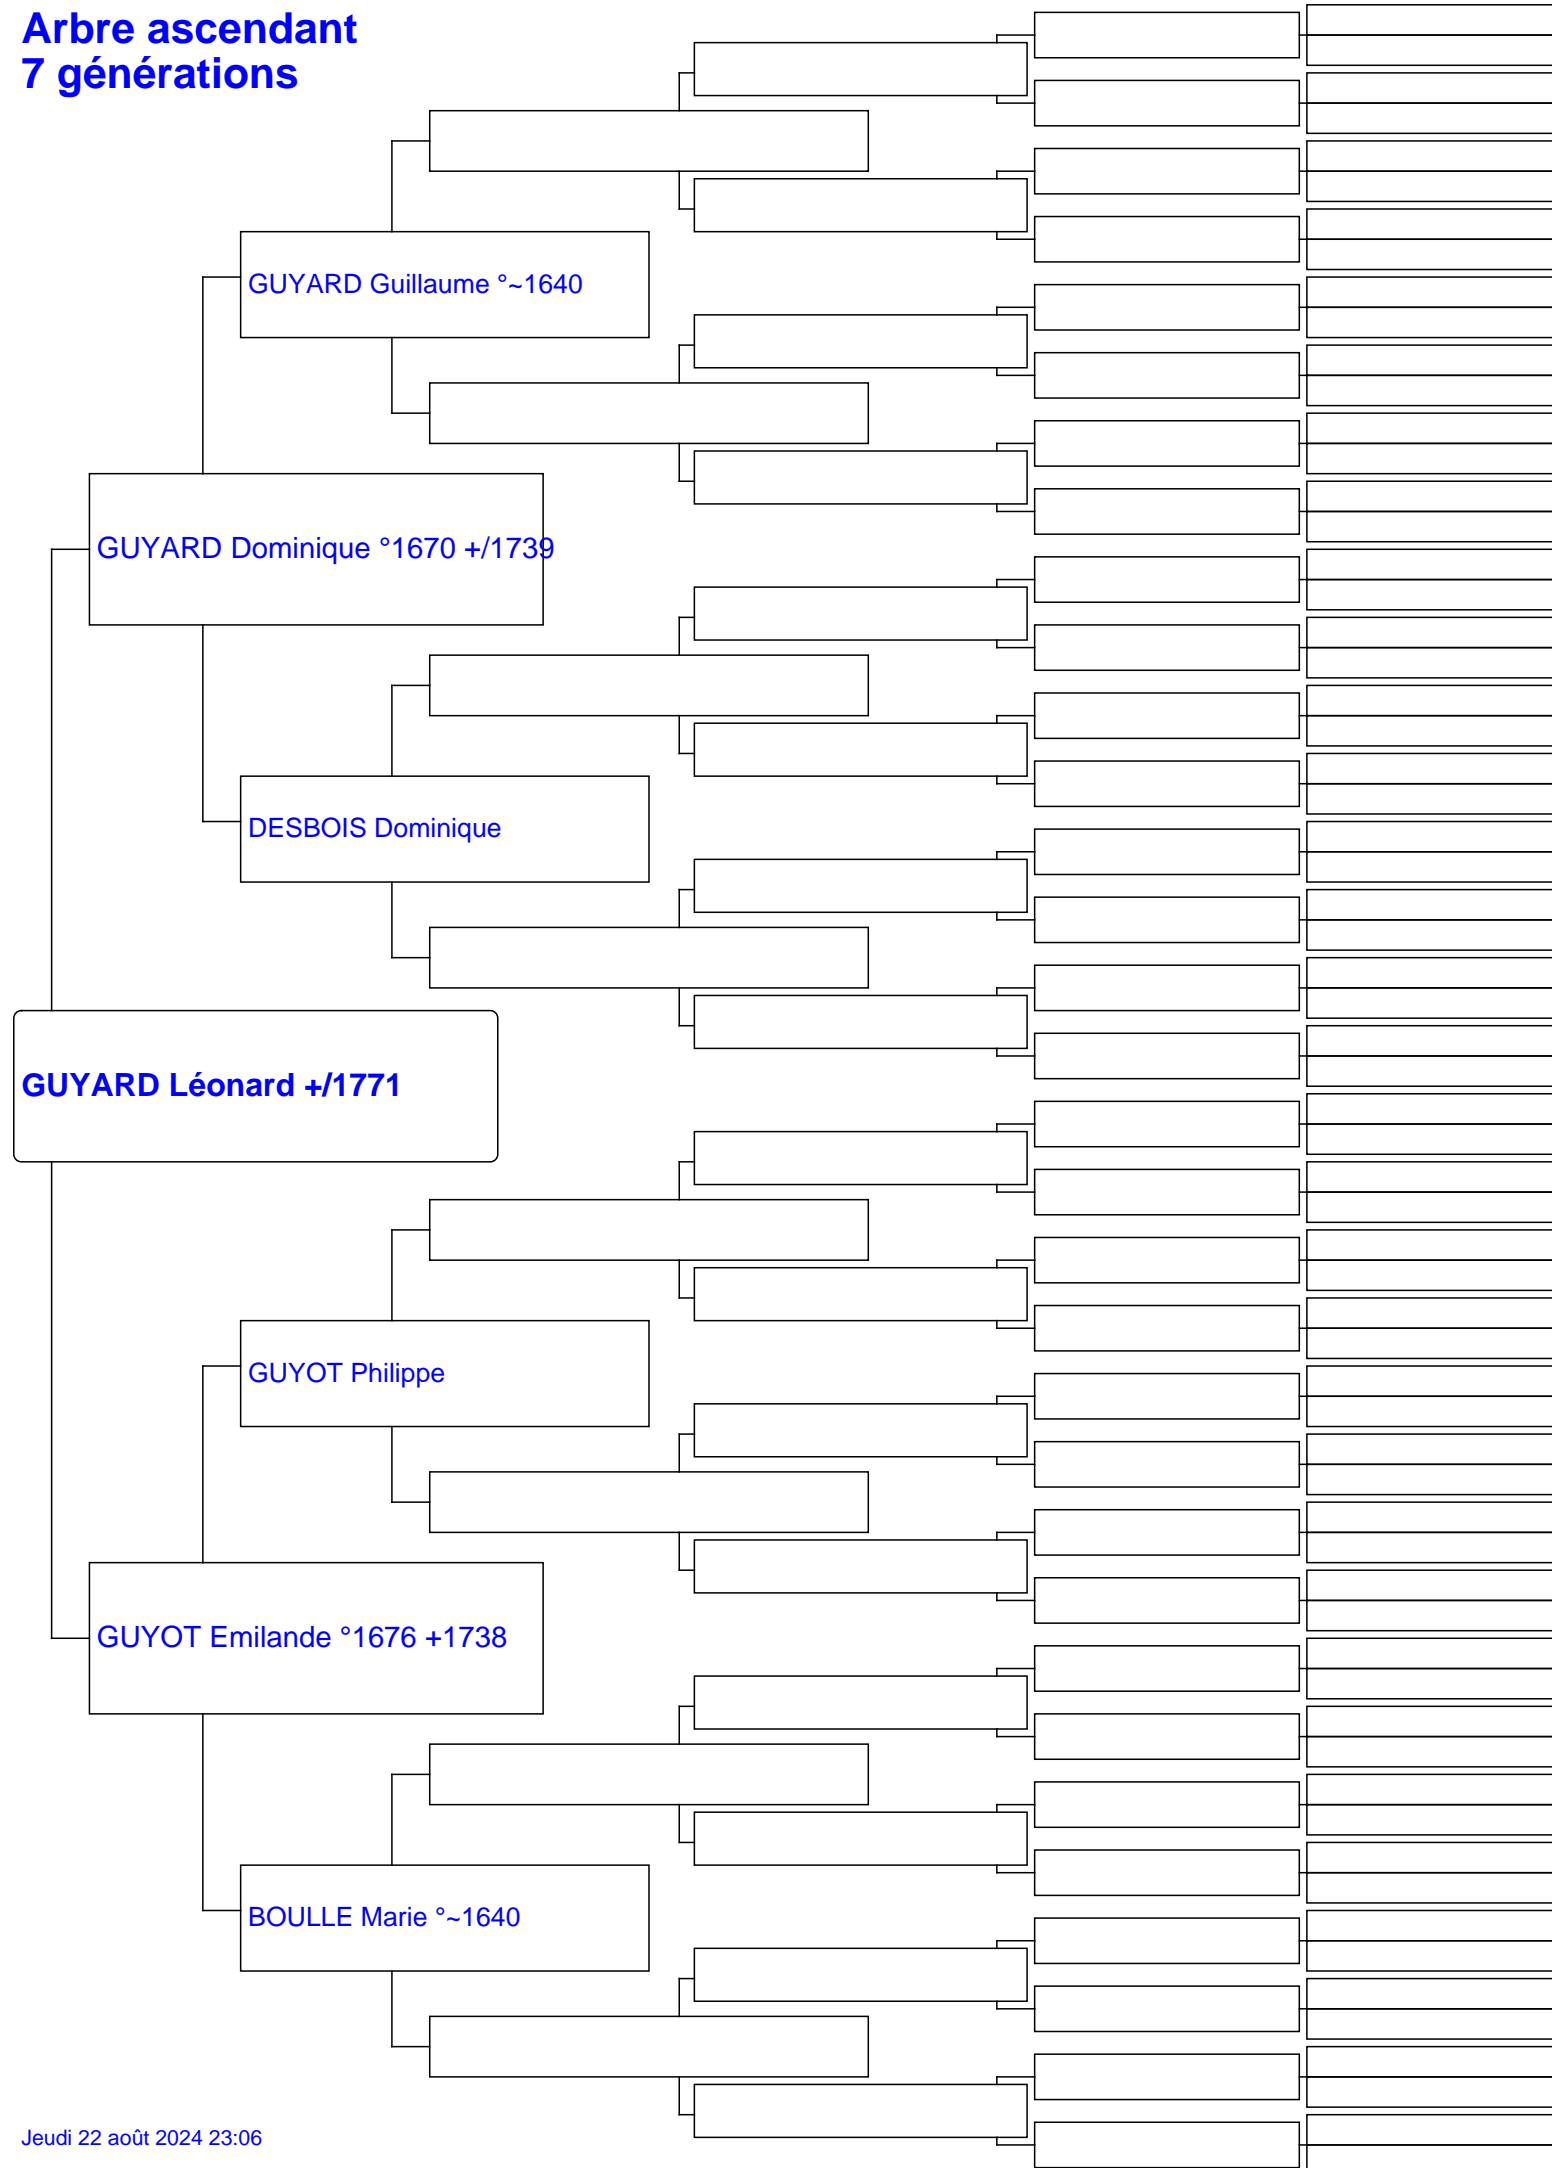 Arbre ascendant
7 générations
GUYARD Guillaume °~1640
GUYARD Dominique °1670 +/1739
DESBOIS Dominique
GUYARD Léonard +/1771
GUYOT Philippe
GUYOT Emilande °1676 +1738
BOULLE Marie °~1640
Jeudi 22 août 2024 23:06